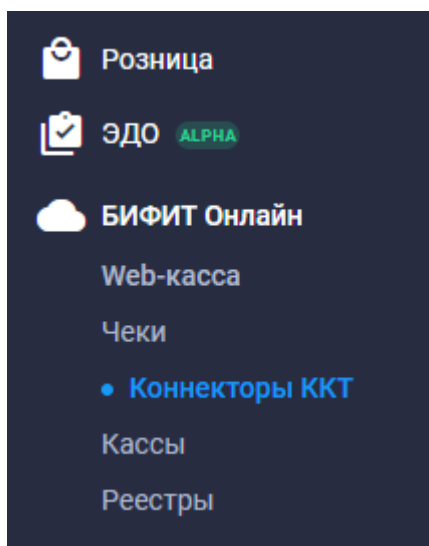 Розница
ЭДО ALPHA
БИФИТ Онлайн
Web-касса
Чеки
Коннекторы ККТ
Кассы
Реестры